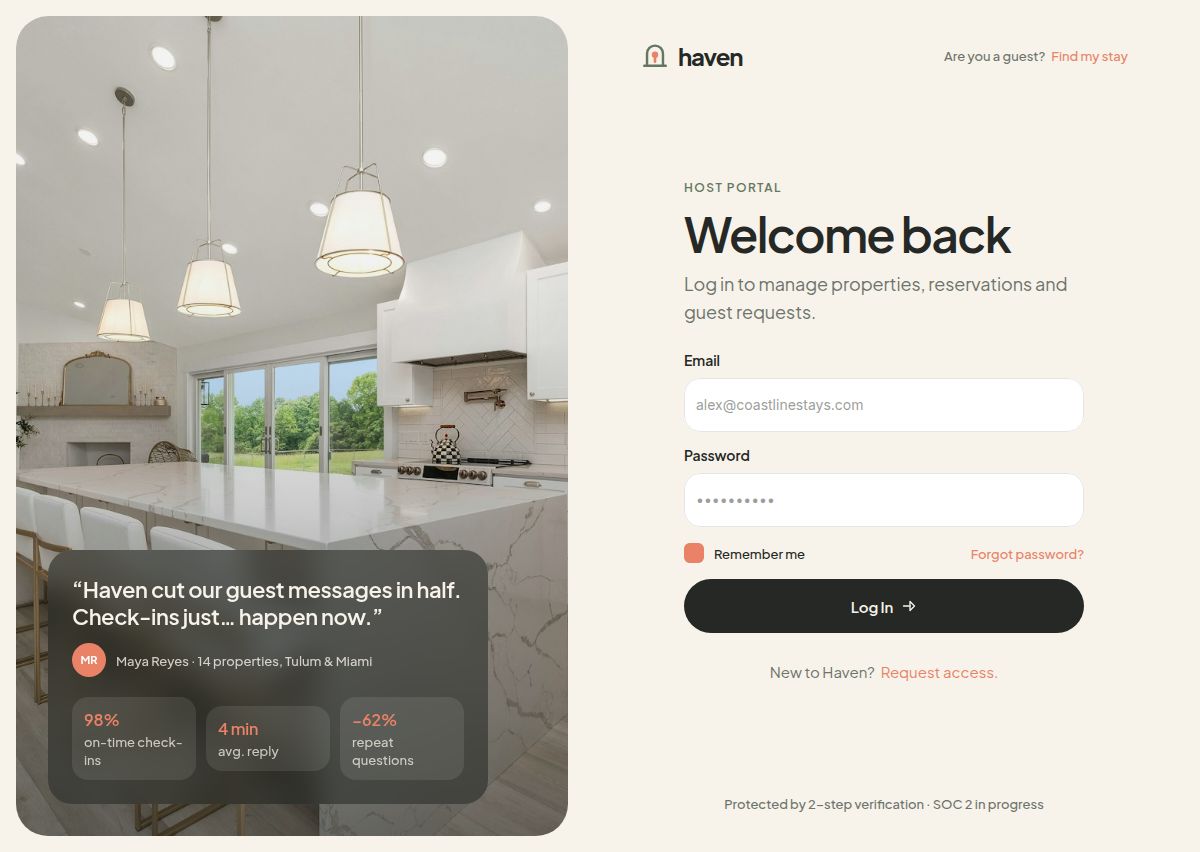 haven
Are you a guest? Find my stay
HOST PORTAL
Welcome back
Log in to manage properties, reservations and
guest requests.
Email
alex@coastlinestays.com
Password
••••••••••
Remember me
Forgot password?
Log In →
New to Haven? Request access.
Protected by 2-step verification · SOC 2 in progress
“Haven cut our guest messages in half.
Check-ins just… happen now.”
MR
Maya Reyes · 14 properties, Tulum & Miami
98%
on-time check-
ins
4 min
avg. reply
−62%
repeat
questions